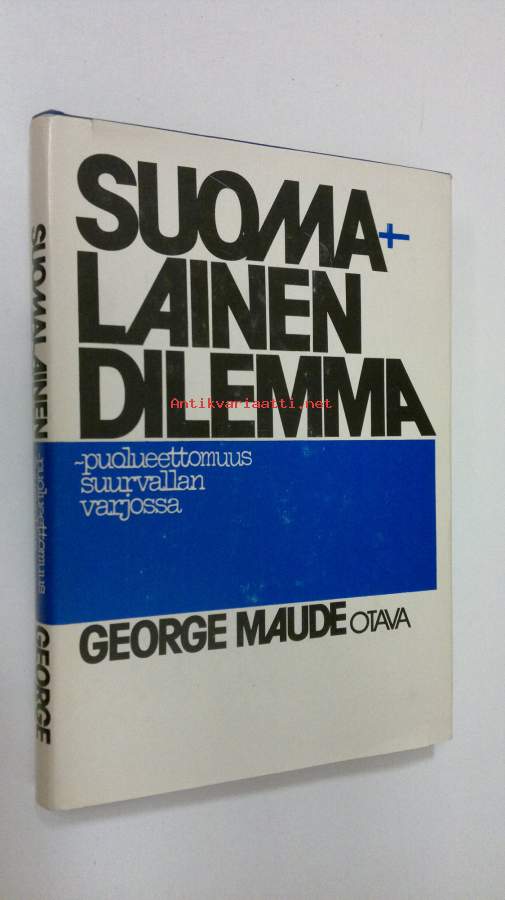 SUOMA+
LAINEN
DILEMMA
~puolueettomuus
suurvallan
varjossa
GEORGE MAUDE OTAVA
SUOMALAINEN ~puolueettomuus GEORGE
Antikvariaatti.net